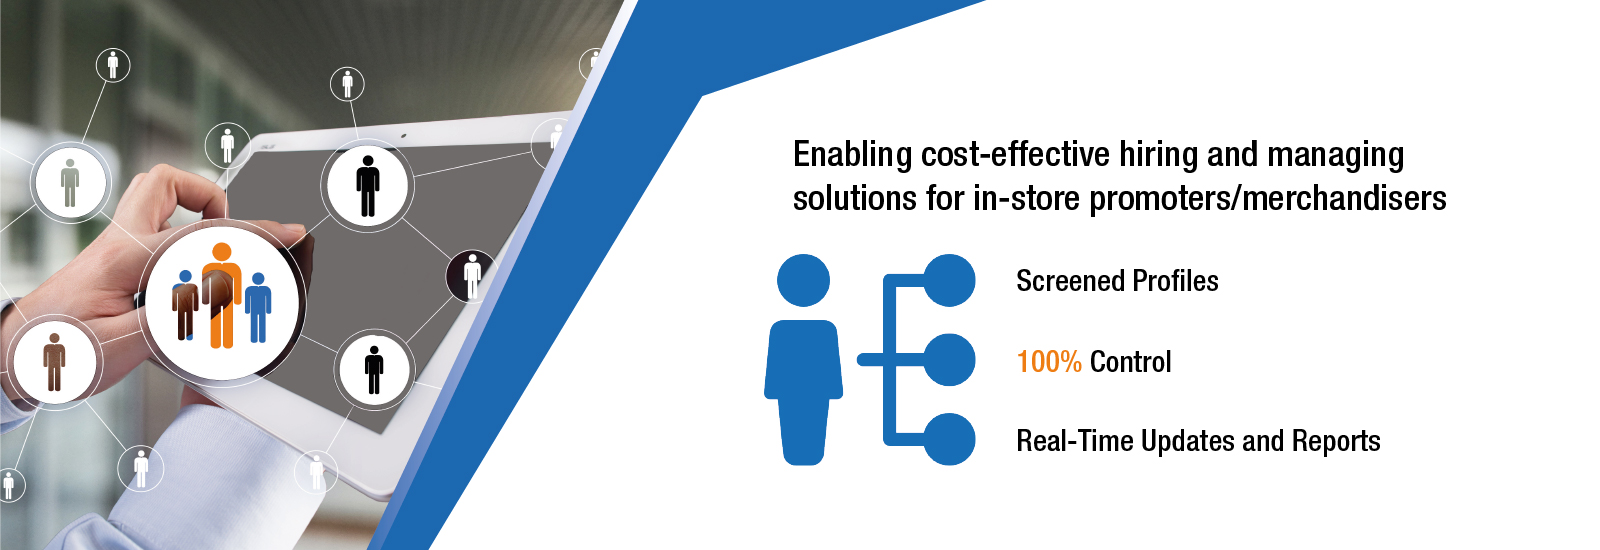 Enabling cost-effective hiring and managing
solutions for in-store promoters/merchandisers
Screened Profiles
100% Control
Real-Time Updates and Reports